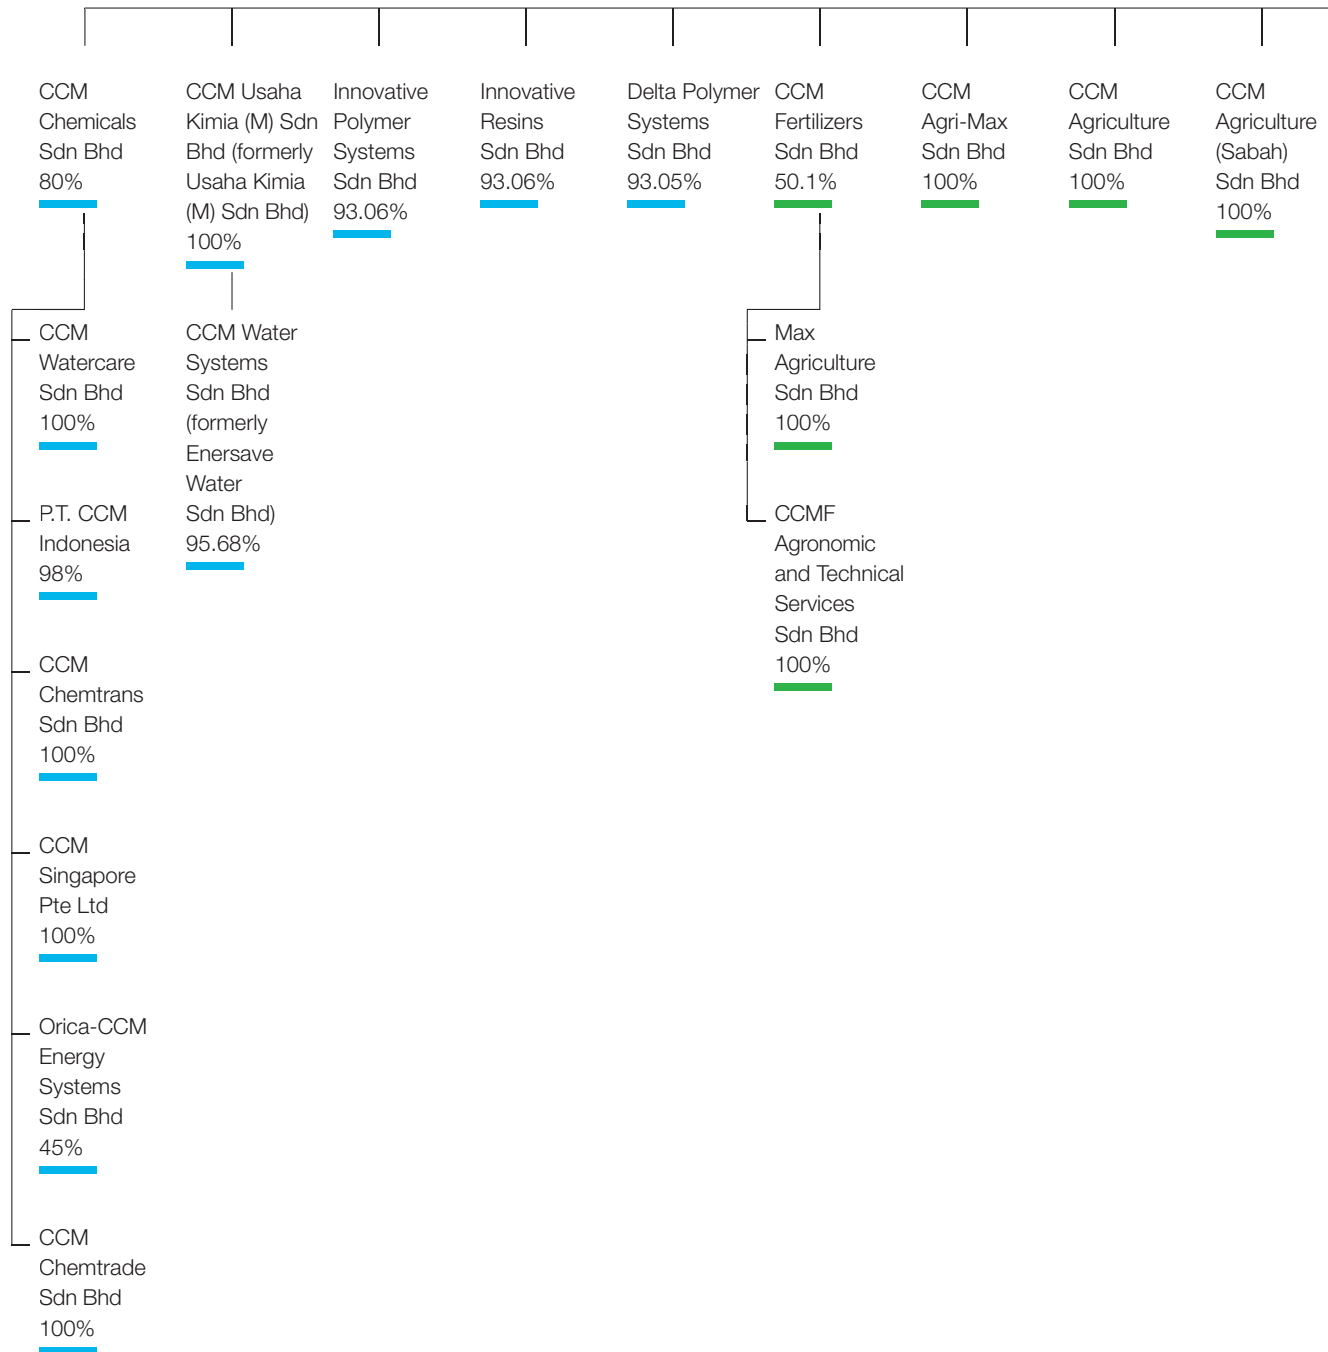 CCM
Chemicals
Sdn Bhd
80%
CCM Usaha
Kimia (M) Sdn
Bhd (formerly
Usaha Kimia
(M) Sdn Bhd)
100%
Innovative
Polymer
Systems
Sdn Bhd
93.06%
Innovative
Resins
Sdn Bhd
93.06%
Delta Polymer
Systems
Sdn Bhd
93.05%
CCM
Fertilizers
Sdn Bhd
50.1%
CCM
Agri-Max
Sdn Bhd
100%
CCM
Agriculture
Sdn Bhd
100%
CCM
Agriculture
(Sabah)
Sdn Bhd
100%
CCM
Watercare
Sdn Bhd
100%
P.T. CCM
Indonesia
98%
CCM
Chemtrans
Sdn Bhd
100%
CCM
Singapore
Pte Ltd
100%
Orica-CCM
Energy
Systems
Sdn Bhd
45%
CCM
Chemtrade
Sdn Bhd
100%
CCM Water
Systems
Sdn Bhd
(formerly
Enersave
Water
Sdn Bhd)
95.68%
Max
Agriculture
Sdn Bhd
100%
CCMF
Agronomic
and Technical
Services
Sdn Bhd
100%